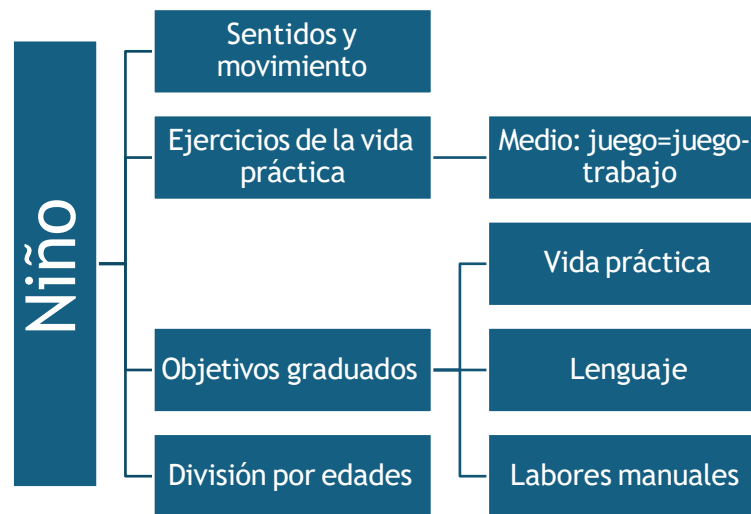 Niño
Sentidos y
movimiento
Ejercicios de la vida
práctica
Medio: juego=juego-
trabajo
Objetivos graduados
Vida práctica
Lenguaje
Labores manuales
División por edades